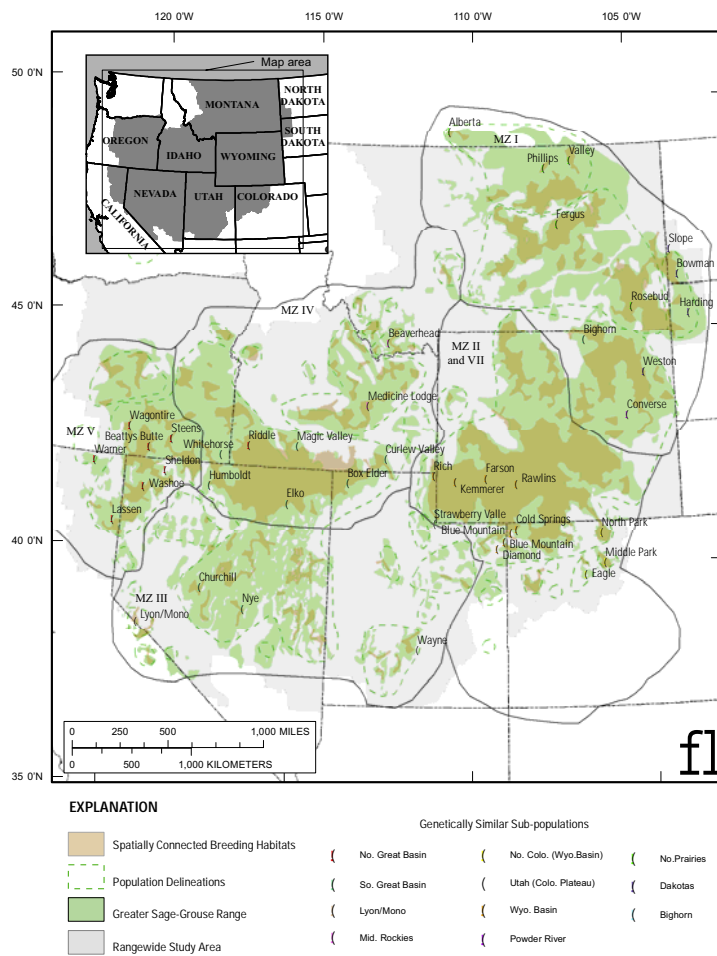 120 0'W
115 0'W
110 0'W
105 0'W
50 0'N
45 0'N
40 0'N
35 0'N
Map area
MONTANA
NORTH
DAKOTA
SOUTH
DAKOTA
OREGON
IDAHO
WYOMING
NEVADA
UTAH
COLORADO
CALIFORNIA
Alberta
MZ I
Valley
Phillips
Fergus
Slope
Bowman
Rosebud
Harding
MZ IV
Bighorn
Beaverhead
MZ II
and VII
Weston
Medicine Lodge
Converse
Wagontire
MZ V
Steens
Riddle
Magic Valley
Beattys Butte
Whitehorse
Curlew Valley
Warner
Sheldon
Rich
Farson
Humboldt
Box Elder
Rawlins
Washoe
Kemmerer
Elko
Lassen
Strawberry Valle
Cold Springs
North Park
Blue Mountain
Blue Mountain
Diamond
Middle Park
Eagle
Churchill
MZ III
Nye
Lyon/Mono
Wayne
0 250 500 1,000 MILES
0 500 1,000 KILOMETERS
fl
EXPLANATION
Spatially Connected Breeding Habitats
Population Delineations
Greater Sage-Grouse Range
Rangewide Study Area
Genetically Similar Sub-populations
No. Great Basin
So. Great Basin
Lyon/Mono
Mid. Rockies
No. Colo. (Wyo.Basin)
Utah (Colo. Plateau)
Wyo. Basin
Powder River
No.Prairies
Dakotas
Bighorn